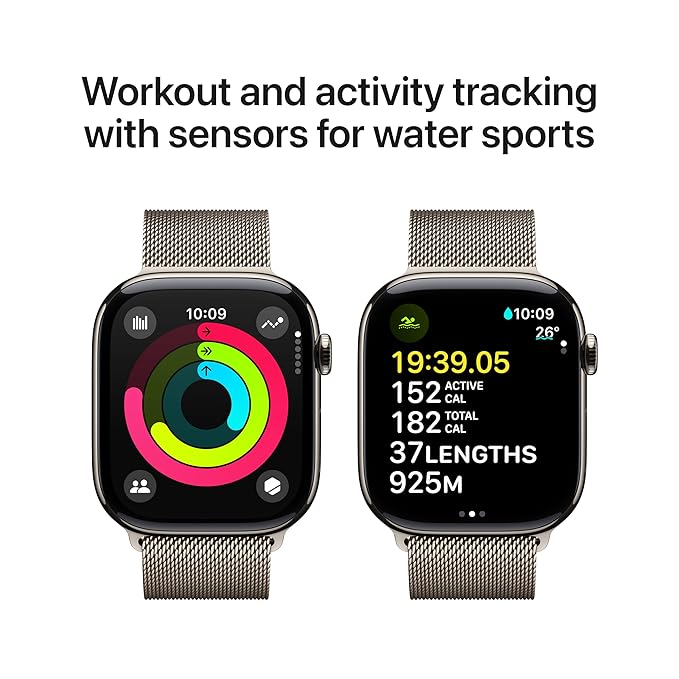 Workout and activity tracking
with sensors for water sports
10:09
10:09
26°
19:39.05
152 ACTIVE CAL
182 TOTAL CAL
37LENGTHS
925M